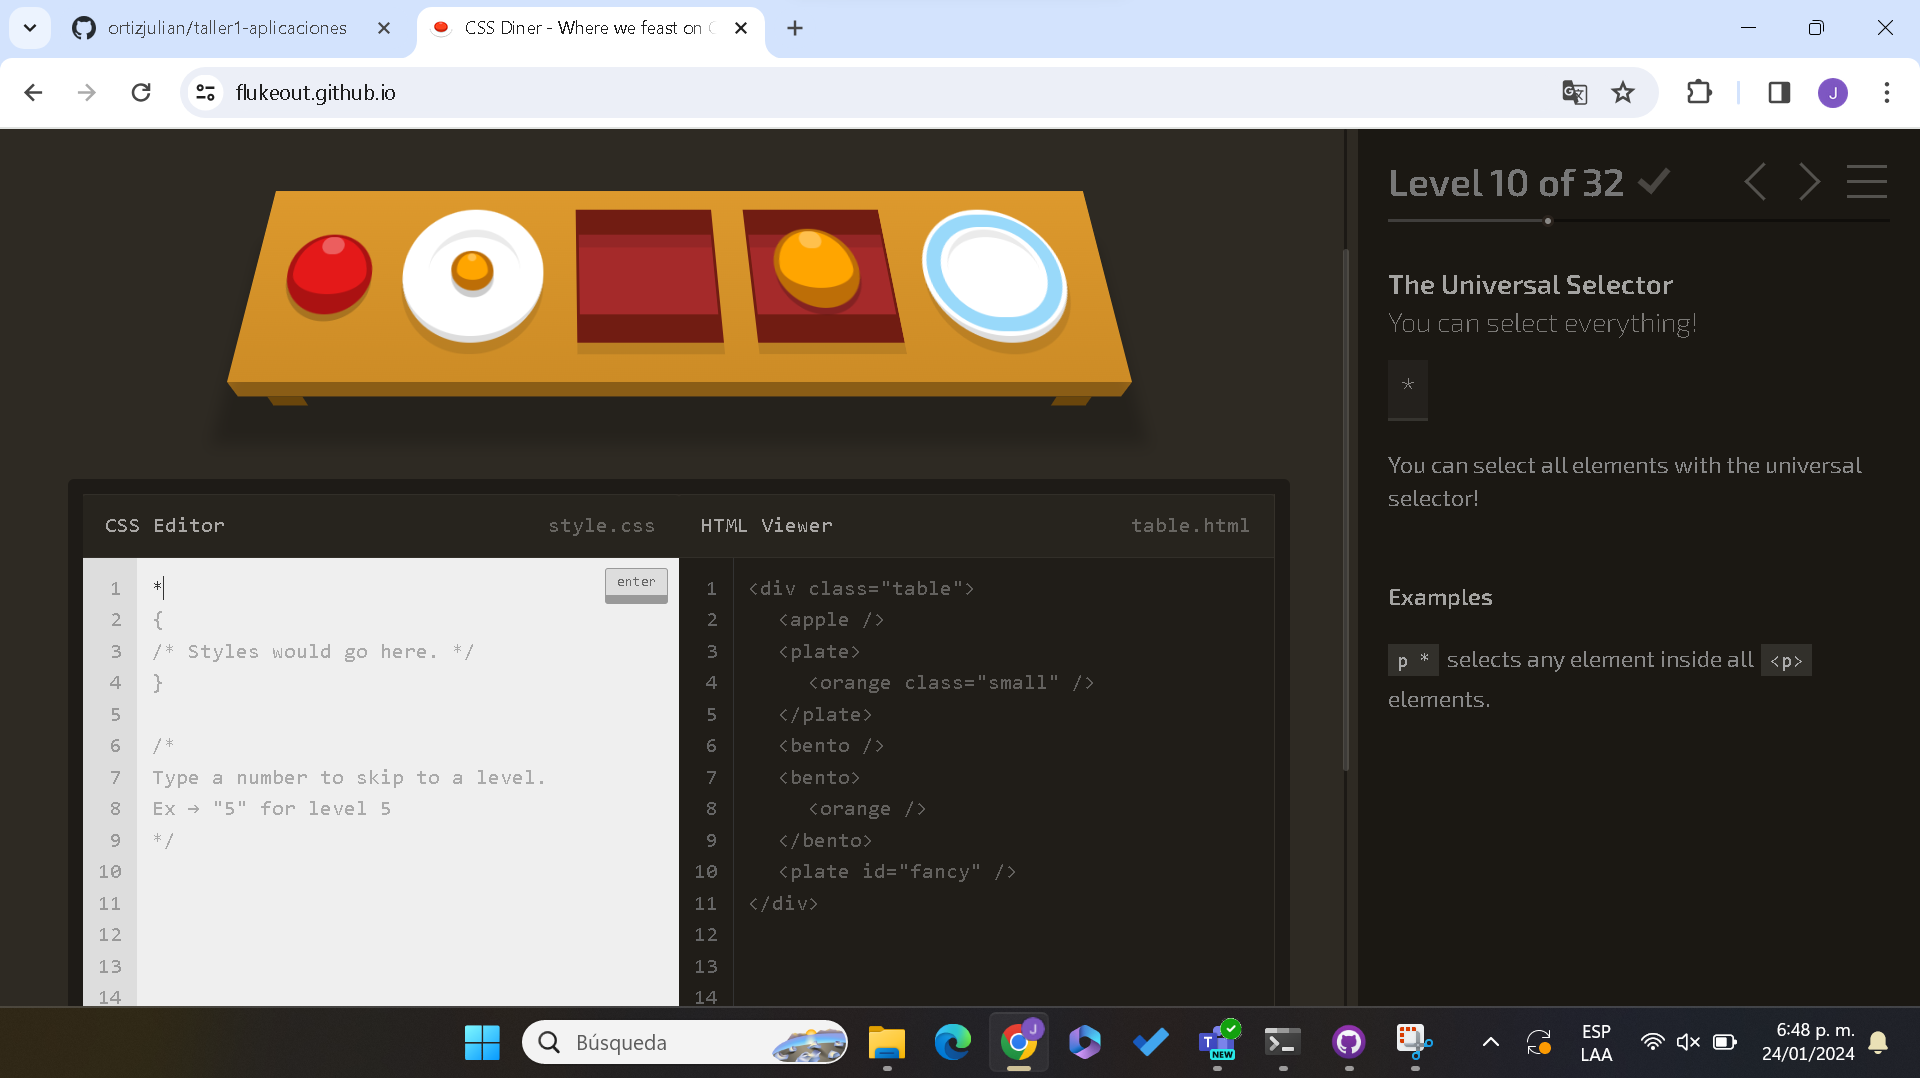 ortizjulian/taller1-aplicaciones
CSS Diner - Where we feast on
flukeout.github.io
J
Level 10 of 32
The Universal Selector
You can select everything!
*
You can select all elements with the universal
selector!
Examples
p * selects any element inside all <p>
elements.
CSS Editor
style.css
HTML Viewer
table.html
enter
1 *
2 {
3 /* Styles would go here. */
4 }
5
6 /*
7 Type a number to skip to a level.
8 Ex → "5" for level 5
9 */
10
11
12
13
14
1 <div class="table">
2 <apple />
3 <plate>
4 <orange class="small" />
5 </plate>
6 <bento />
7 <bento>
8 <orange />
9 </bento>
10 <plate id="fancy" />
11 </div>
12
13
14
Búsqueda
J
T
NEW
ESP
LAA
6:48 p. m.
24/01/2024